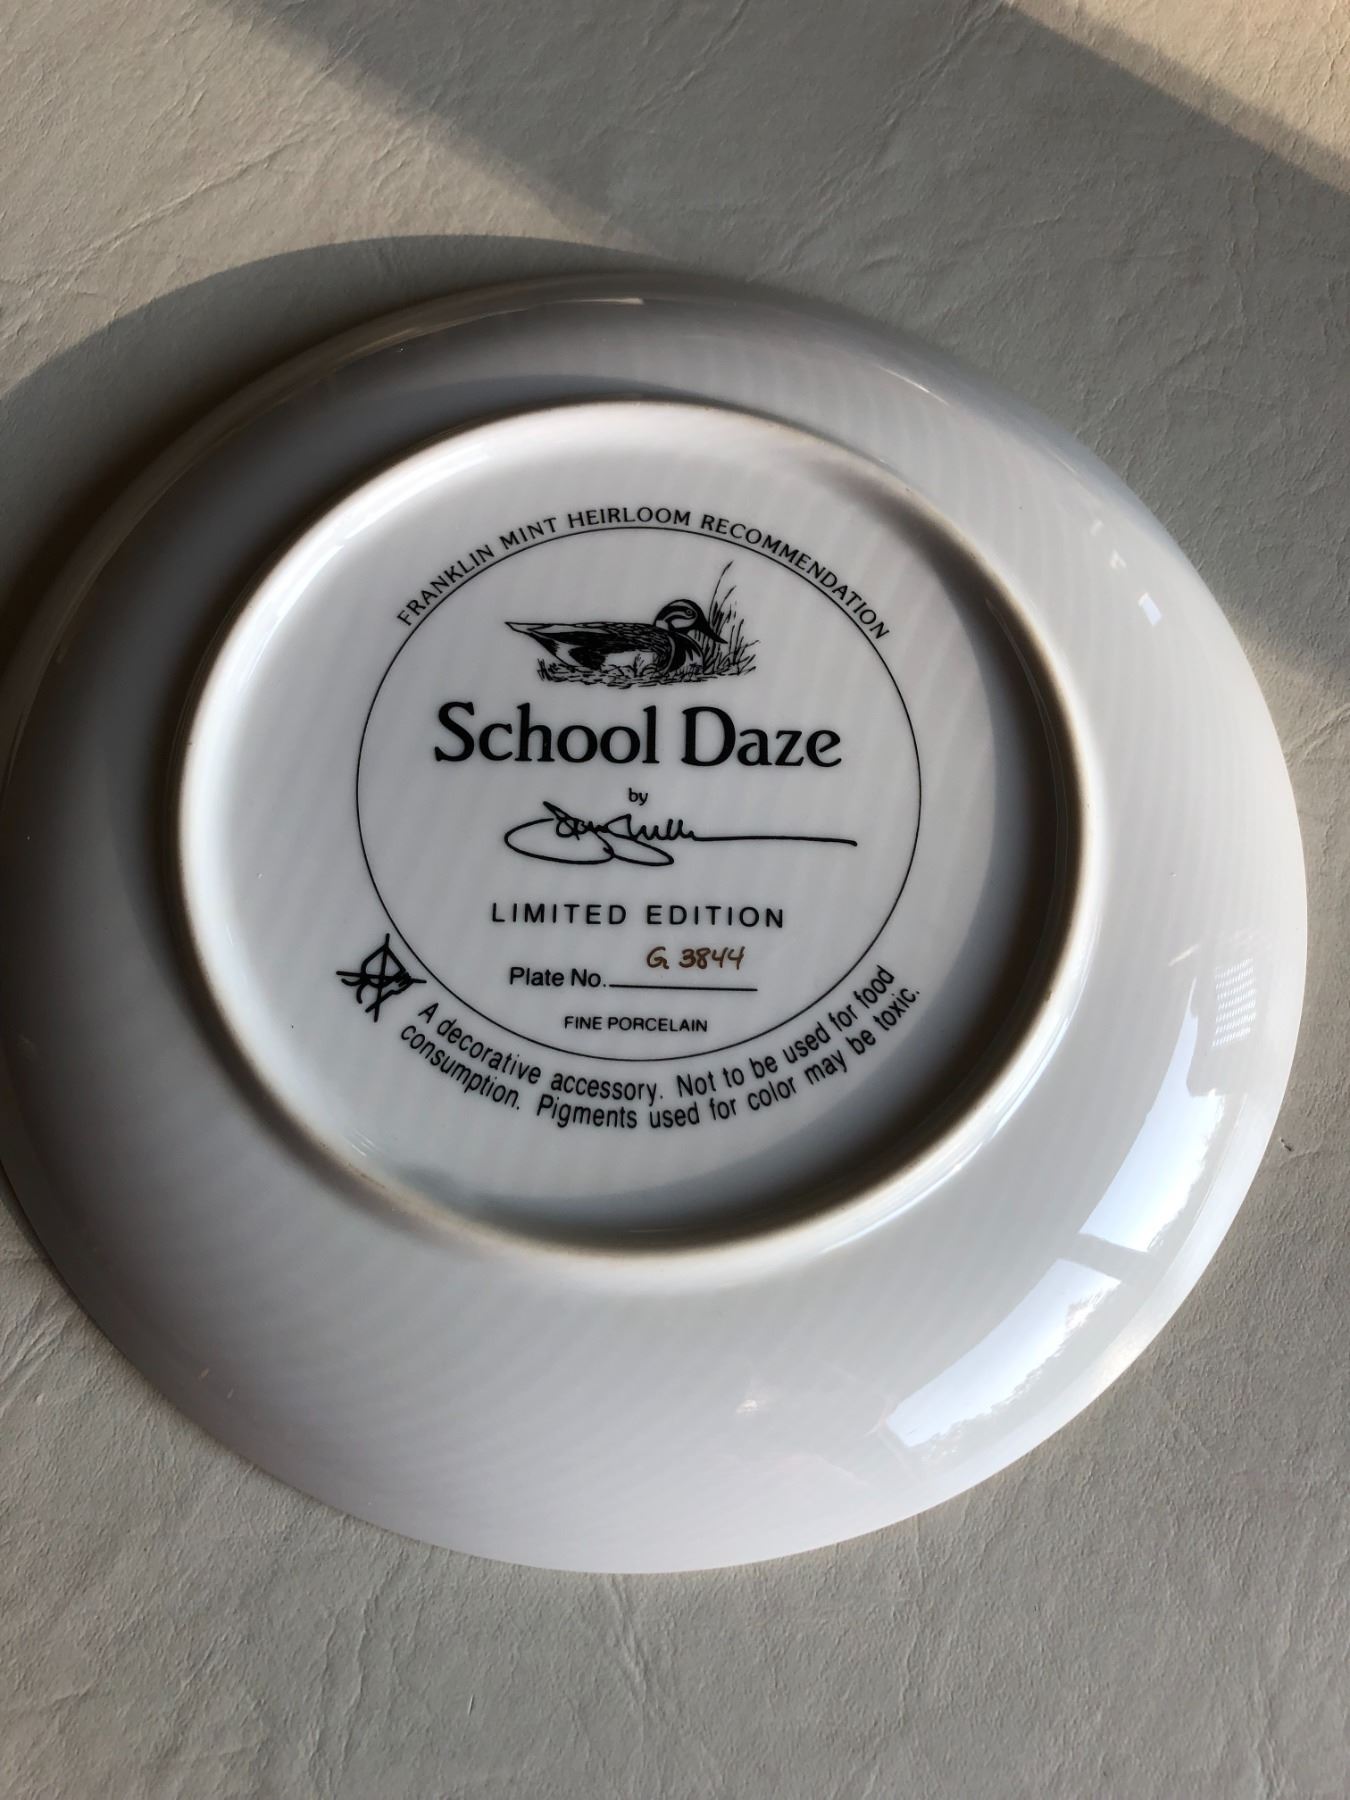 FRANKLIN MINT HEIRLOOM RECOMMENDATION
School Daze
by
LIMITED EDITION
Plate No. G 3844
FINE PORCELAIN
A decorative accessory. Not to be used for food
consumption. Pigments used for color may be toxic.